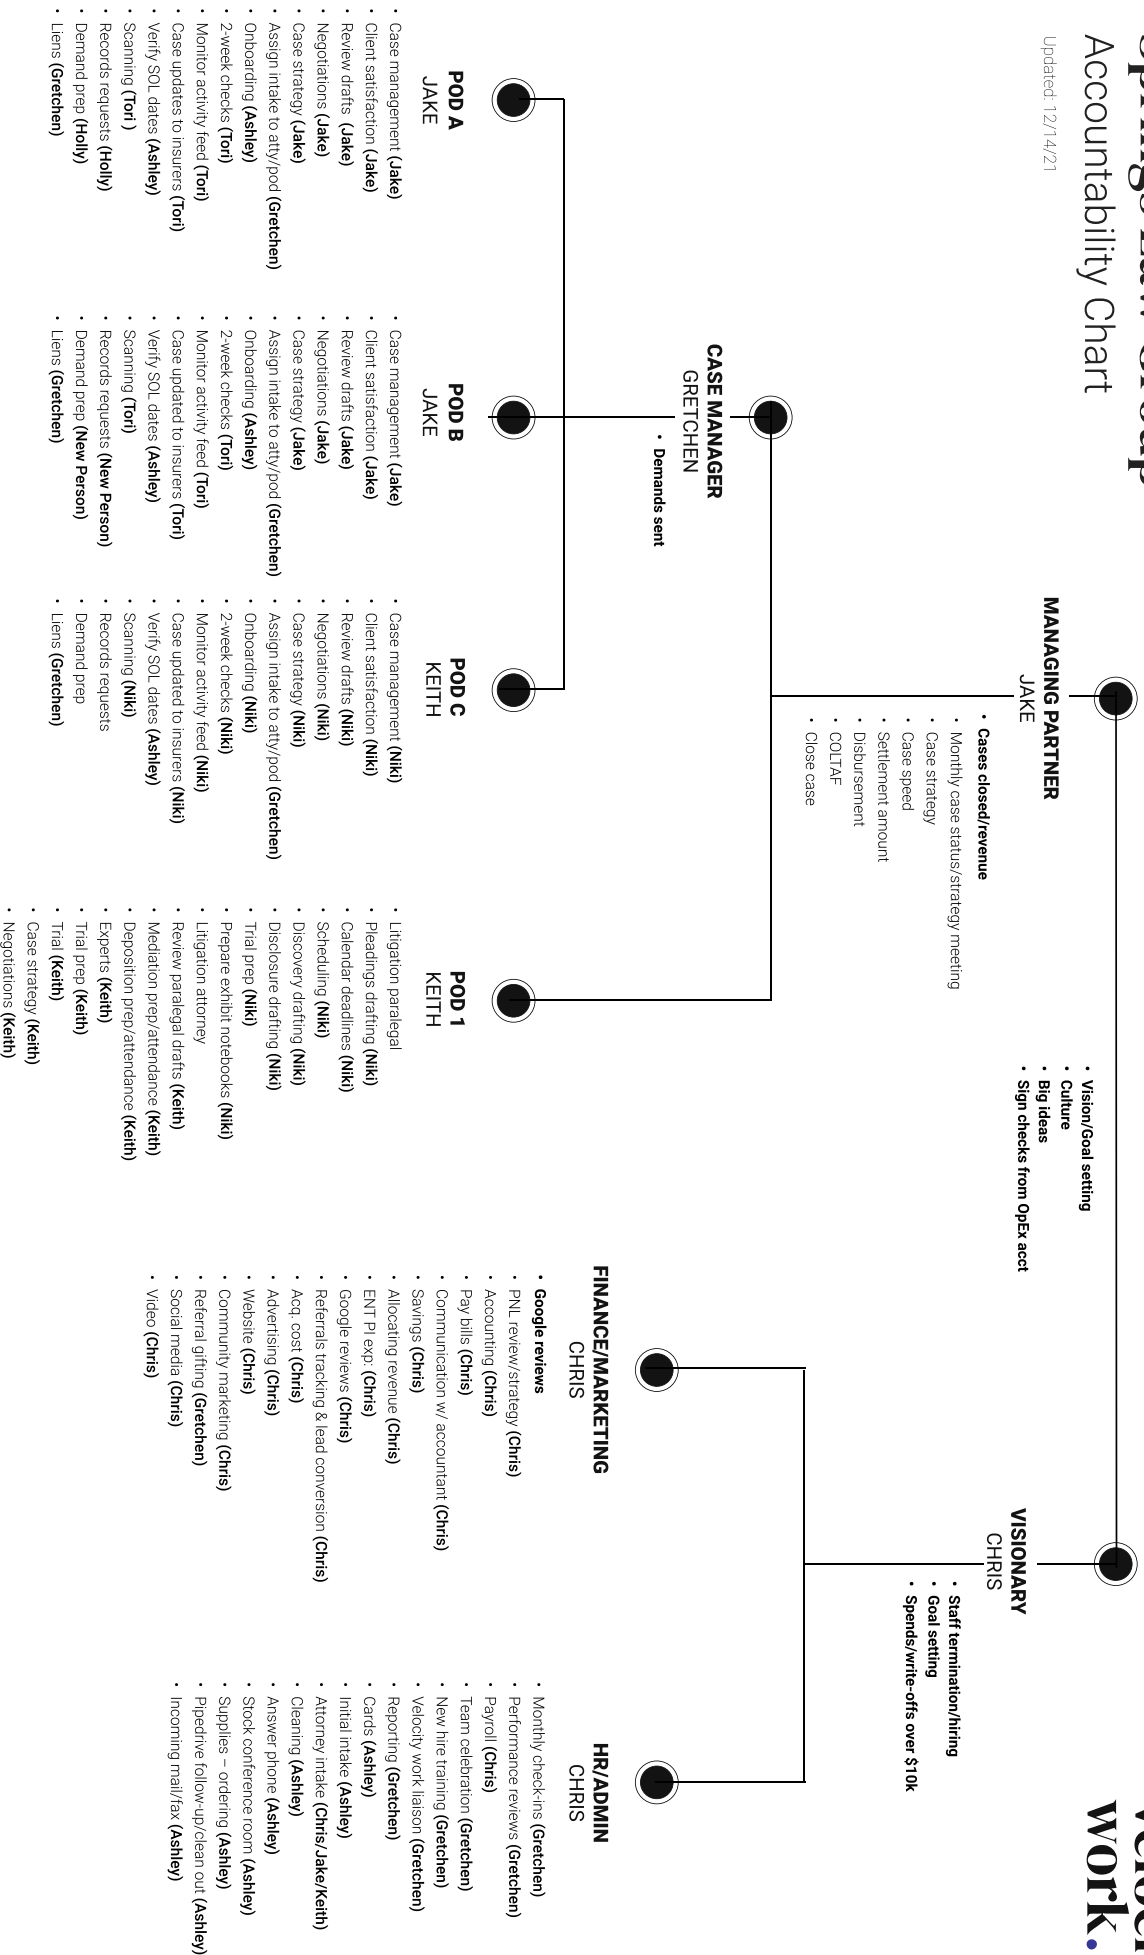 Springs Law Group
Accountability Chart
Updated: 12/14/21
work.
MANAGING PARTNER
JAKE
• Cases closed/revenue
• Monthly case status/strategy meeting
• Case strategy
• Case speed
• Settlement amount
• Disbursement
• COLTAF
• Close case
• Vision/Goal setting
• Culture
• Big ideas
• Sign checks from OpEx acct
VISIONARY
CHRIS
• Staff termination/hiring
• Goal setting
• Spends/write-offs over $10k
CASE MANAGER
GRETCHEN
• Demands sent
POD A
JAKE
• Case management (Jake)
• Client satisfaction (Jake)
• Review drafts (Jake)
• Negotiations (Jake)
• Case strategy (Jake)
• Assign intake to atty/pod (Gretchen)
• Onboarding (Ashley)
• 2-week checks (Tori)
• Monitor activity feed (Tori)
• Case updates to insurers (Tori)
• Verify SOL dates (Ashley)
• Scanning (Tori)
• Records requests (Holly)
• Demand prep (Holly)
• Liens (Gretchen)
POD B
JAKE
• Case management (Jake)
• Client satisfaction (Jake)
• Review drafts (Jake)
• Negotiations (Jake)
• Case strategy (Jake)
• Assign intake to atty/pod (Gretchen)
• Onboarding (Ashley)
• 2-week checks (Tori)
• Monitor activity feed (Tori)
• Case updated to insurers (Tori)
• Verify SOL dates (Ashley)
• Scanning (Tori)
• Records requests (New Person)
• Demand prep (New Person)
• Liens (Gretchen)
POD C
KEITH
• Case management (Niki)
• Client satisfaction (Niki)
• Review drafts (Niki)
• Negotiations (Niki)
• Case strategy (Niki)
• Assign intake to atty/pod (Gretchen)
• Onboarding (Niki)
• 2-week checks (Niki)
• Monitor activity feed (Niki)
• Case updated to insurers (Niki)
• Verify SOL dates (Ashley)
• Scanning (Niki)
• Records requests
• Demand prep
• Liens (Gretchen)
POD 1
KEITH
• Litigation paralegal
• Pleadings drafting (Niki)
• Calendar deadlines (Niki)
• Scheduling (Niki)
• Discovery drafting (Niki)
• Disclosure drafting (Niki)
• Trial prep (Niki)
• Prepare exhibit notebooks (Niki)
• Litigation attorney
• Review paralegal drafts (Keith)
• Mediation prep/attendance (Keith)
• Deposition prep/attendance (Keith)
• Experts (Keith)
• Trial prep (Keith)
• Trial (Keith)
• Case strategy (Keith)
• Negotiations (Keith)
FINANCE/MARKETING
CHRIS
• Google reviews
• PNL review/strategy (Chris)
• Accounting (Chris)
• Pay bills (Chris)
• Communication w/ accountant (Chris)
• Savings (Chris)
• Allocating revenue (Chris)
• ENT PI exp: (Chris)
• Google reviews (Chris)
• Referrals tracking & lead conversion (Chris)
• Acq. cost (Chris)
• Advertising (Chris)
• Website (Chris)
• Community marketing (Chris)
• Referral gifting (Gretchen)
• Social media (Chris)
• Video (Chris)
HR/ADMIN
CHRIS
• Monthly check-ins (Gretchen)
• Performance reviews (Gretchen)
• Payroll (Chris)
• Team celebration (Gretchen)
• New hire training (Gretchen)
• Velocity work liaison (Gretchen)
• Reporting (Gretchen)
• Cards (Ashley)
• Initial intake (Ashley)
• Attorney intake (Chris/Jake/Keith)
• Cleaning (Ashley)
• Answer phone (Ashley)
• Stock conference room (Ashley)
• Supplies – ordering (Ashley)
• Pipedrive follow-up/clean out (Ashley)
• Incoming mail/fax (Ashley)